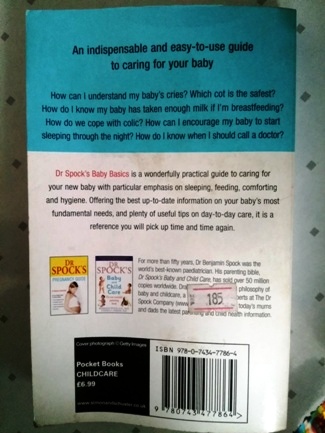 An indispensable and easy-to-use guide
to caring for your baby
How can I understand my baby's cries? Which cot is the safest?
How do I know my baby has taken enough milk if I'm breastfeeding?
How do we cope with colic? How can I encourage my baby to start
sleeping through the night? How do I know when I should call a doctor?
Dr Spock's Baby Basics is a wonderfully practical guide to caring for
your new baby with particular emphasis on sleeping, feeding, comforting
and hygiene. Offering the best up-to-date information on your baby's most
fundamental needs, and plenty of useful tips on day-to-day care, it is a
reference you will pick up time and time again.
DR
SPOCK'S
PREGNANCY GUIDE
DR
SPOCK'S
Baby
and Child
Care
For more than fifty years, Dr Benjamin Spock was the
world's best-known paediatrician. His parenting bible,
Dr Spock's Baby and Child Care, has sold over 50 million
copies worldwide. philosophy of
baby and childcare, a at The Dr
Spock Company today's mums
and dads the latest and child health information.
185
Cover photograph © Getty Images
Pocket Books
CHILDCARE
£6.99
ISBN 978-0-7434-7786-4
9 780743 477864 >